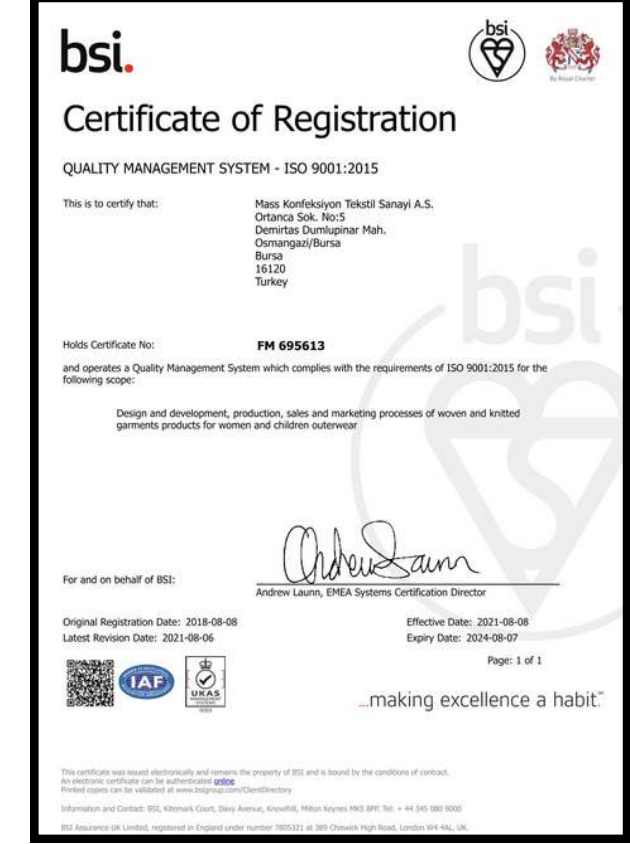 bsi.
bsi.
By Royal Charter
Certificate of Registration
QUALITY MANAGEMENT SYSTEM - ISO 9001:2015
This is to certify that:
Mass Konfeksiyon Tekstil Sanayi A.S.
Ortanca Sok. No:5
Demirtas Dumlupinar Mah.
Osmangazi/Bursa
Bursa
16120
Turkey
bsi
Holds Certificate No:
FM 695613
and operates a Quality Management System which complies with the requirements of ISO 9001:2015 for the
following scope:
Design and development, production, sales and marketing processes of woven and knitted
garments products for women and children outerwear
For and on behalf of BSI:
Andrew Launn, EMEA Systems Certification Director
Original Registration Date: 2018-08-08
Effective Date: 2021-08-08
Latest Revision Date: 2021-08-06
Expiry Date: 2024-08-07
Page: 1 of 1
IAF
UKAS
MANAGEMENT
SYSTEMS
...making excellence a habit.™
This certificate was issued electronically and remains the property of BSI and is bound by the conditions of contract.
An electronic certificate can be authenticated online.
Printed copies can be validated at www.bsigroup.com/ClientDirectory
Information and Contact: BSI, Kitemark Court, Davy Avenue, Knowlhill, Milton Keynes MK5 8PP. Tel: + 44 345 080 9000
BSI Assurance UK Limited, registered in England under number 7805321 at 389 Chiswick High Road, London W4 4AL, UK.